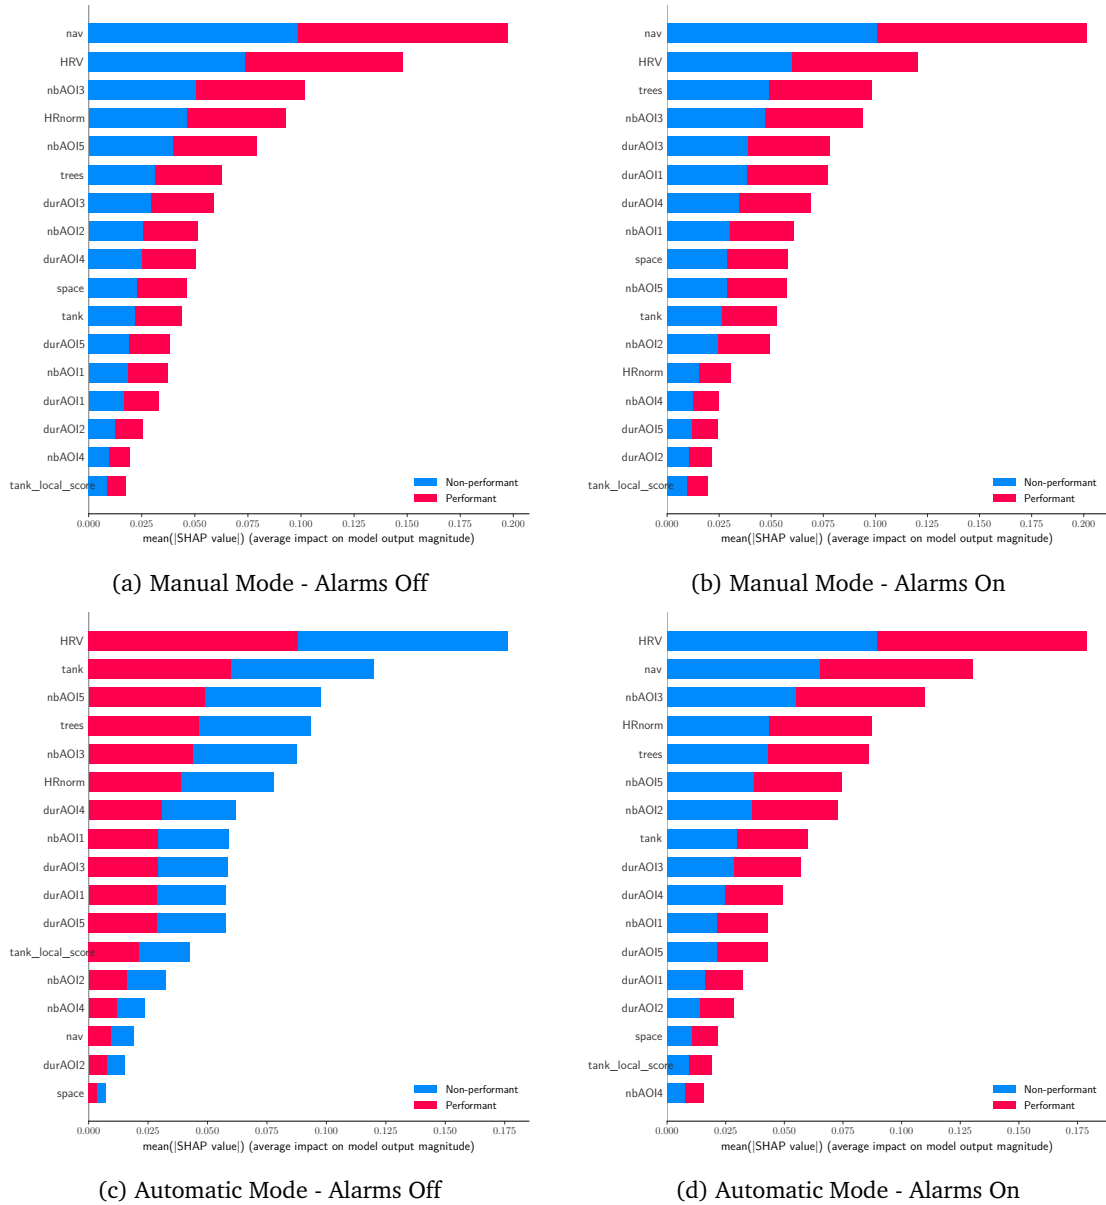 nav
HRV
nbAOI3
HRnorm
nbAOI5
trees
durAOI3
nbAOI2
durAOI4
space
tank
durAOI5
nbAOI1
durAOI1
durAOI2
nbAOI4
tank_local_score
Non-performant
Performant
0.000 0.025 0.050 0.075 0.100 0.125 0.150 0.175 0.200
mean(|SHAP value|) (average impact on model output magnitude)
(a) Manual Mode - Alarms Off
nav
HRV
trees
nbAOI3
durAOI3
durAOI1
durAOI4
nbAOI1
space
nbAOI5
tank
nbAOI2
HRnorm
nbAOI4
durAOI5
durAOI2
tank_local_score
Non-performant
Performant
0.000 0.025 0.050 0.075 0.100 0.125 0.150 0.175 0.200
mean(|SHAP value|) (average impact on model output magnitude)
(b) Manual Mode - Alarms On
HRV
tank
nbAOI5
trees
nbAOI3
HRnorm
durAOI4
nbAOI1
durAOI3
durAOI1
durAOI5
tank_local_score
nbAOI2
nbAOI4
nav
durAOI2
space
Non-performant
Performant
0.000 0.025 0.050 0.075 0.100 0.125 0.150 0.175
mean(|SHAP value|) (average impact on model output magnitude)
(c) Automatic Mode - Alarms Off
HRV
nav
nbAOI3
HRnorm
trees
nbAOI5
nbAOI2
tank
durAOI3
durAOI4
nbAOI1
durAOI5
durAOI1
durAOI2
space
tank_local_score
nbAOI4
Non-performant
Performant
0.000 0.025 0.050 0.075 0.100 0.125 0.150 0.175
mean(|SHAP value|) (average impact on model output magnitude)
(d) Automatic Mode - Alarms On